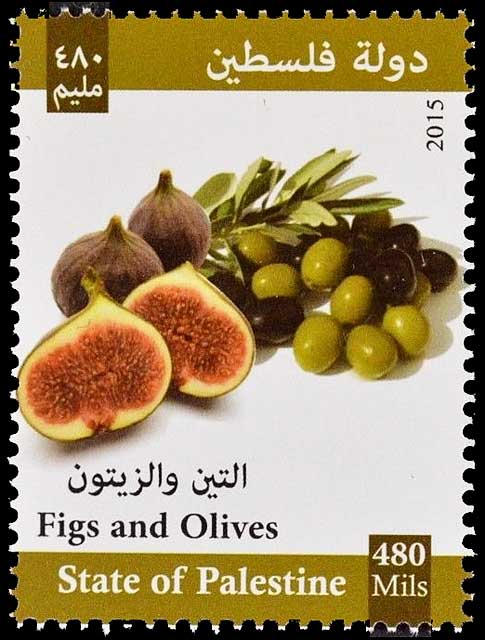 ٤٨٠
مليم
دولة فلسطين
2015
التين والزيتون
Figs and Olives
State of Palestine
480
Mils